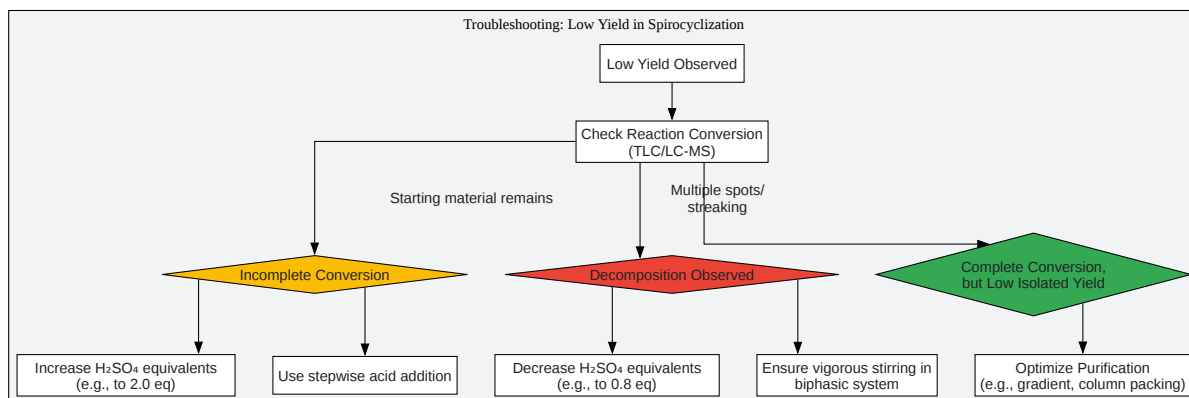 Troubleshooting: Low Yield in Spirocyclization
Low Yield Observed
Check Reaction Conversion
(TLC/LC-MS)
Starting material remains
Multiple spots/
streaking
Incomplete Conversion
Decomposition Observed
Complete Conversion,
but Low Isolated Yield
Increase H₂SO₄ equivalents
(e.g., to 2.0 eq)
Use stepwise acid addition
Decrease H₂SO₄ equivalents
(e.g., to 0.8 eq)
Ensure vigorous stirring in
biphasic system
Optimize Purification
(e.g., gradient, column packing)